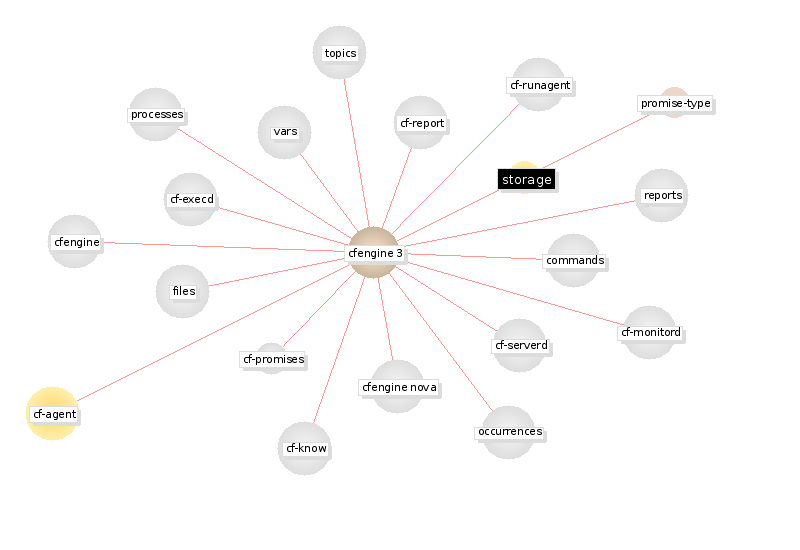 topics
cf-runagent
promise-type
processes
cf-report
vars
storage
reports
cf-execd
cfengine
cfengine 3
commands
files
cf-monitord
cf-serverd
cf-promises
cfengine nova
cf-agent
occurrences
cf-know